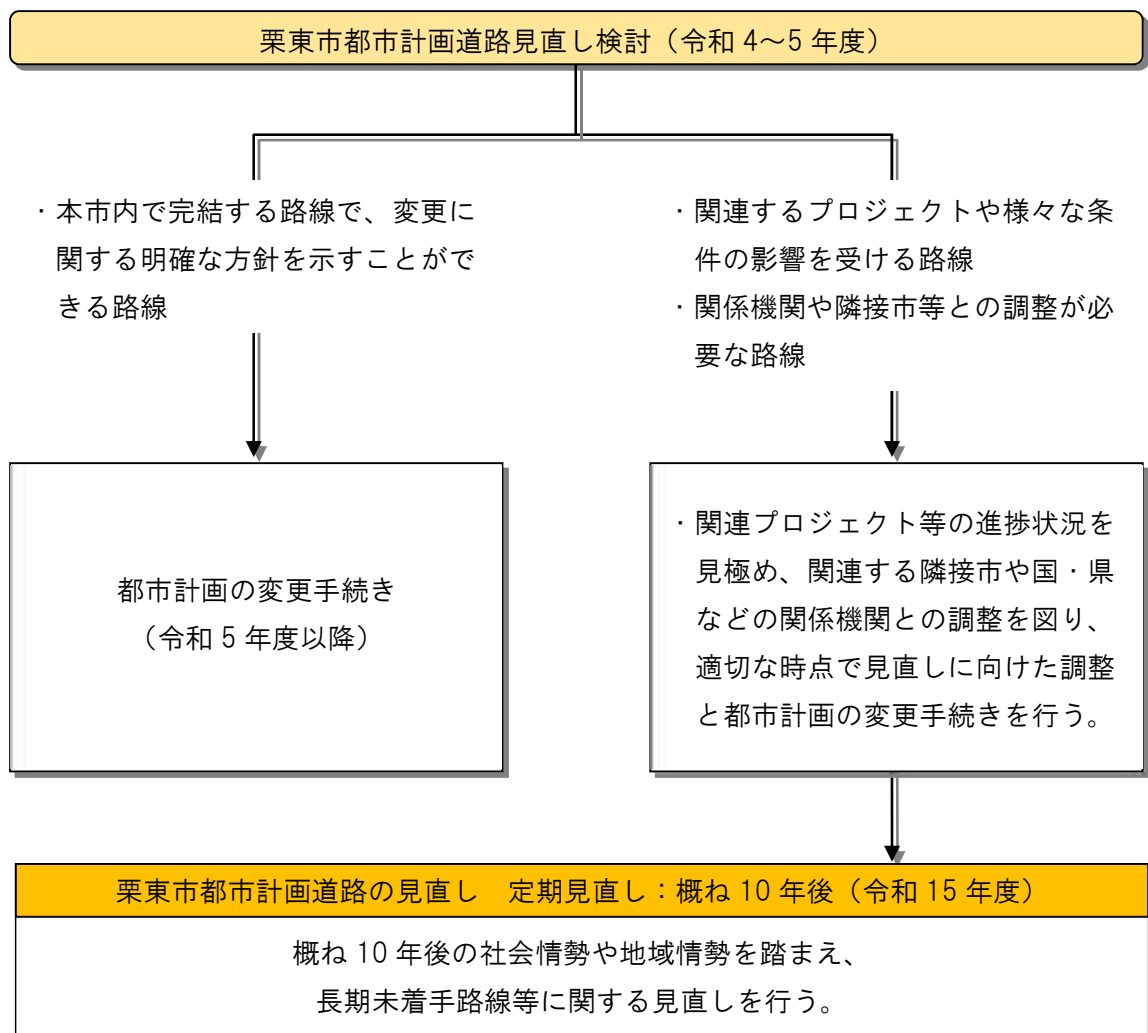 栗東市都市計画道路見直し検討（令和 4～5 年度）
・本市内で完結する路線で、変更に
関する明確な方針を示すことがで
きる路線
・関連するプロジェクトや様々な条
件の影響を受ける路線
・関係機関や隣接市等との調整が必
要な路線
都市計画の変更手続き
（令和 5 年度以降）
・関連プロジェクト等の進捗状況を
見極め、関連する隣接市や国・県
などの関係機関との調整を図り、
適切な時点で見直しに向けた調整
と都市計画の変更手続きを行う。
栗東市都市計画道路の見直し　定期見直し：概ね 10 年後（令和 15 年度）
概ね 10 年後の社会情勢や地域情勢を踏まえ、
長期未着手路線等に関する見直しを行う。